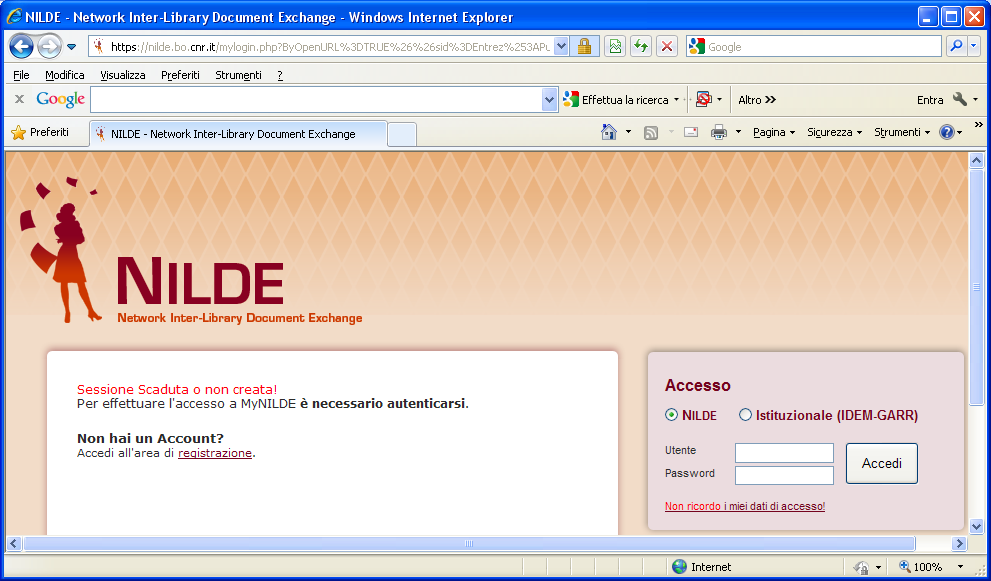 NILDE - Network Inter-Library Document Exchange - Windows Internet Explorer
https://nilde.bo.cnr.it/mylogin.php?ByOpenURL%3DTRUE%26%26sid%3DEntrez%253APu
Google
File Modifica Visualizza Preferiti Strumenti ?
x Google Effettua la ricerca Altro >> Entra
Preferiti NILDE - Network Inter-Library Document Exchange Pagina Sicurezza Strumenti ? >>
NILDE
Network Inter-Library Document Exchange
Sessione Scaduta o non creata!
Per effettuare l'accesso a MyNILDE è necessario autenticarsi.
Non hai un Account?
Accedi all'area di registrazione.
Accesso
NILDE Istituzionale (IDEM-GARR)
Utente
Password
Accedi
Non ricordo i miei dati di accesso!
Internet 100%